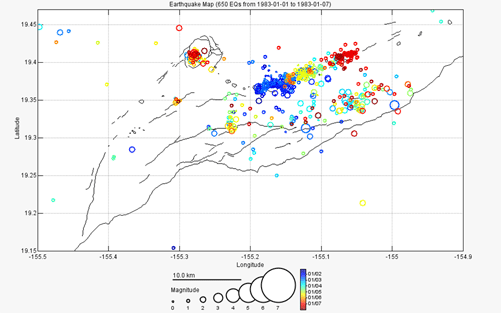 Earthquake Map (650 EQs from 1983-01-01 to 1983-01-07)
19.45
19.4
19.35
19.3
19.25
19.2
19.15
Latitude
-155.5 -155.4 -155.3 -155.2 -155.1 -155 -154.9
Longitude
10.0 km
Magnitude
0 1 2 3 4 5 6 7
01/02
01/02
01/03
01/04
01/05
01/06
01/07